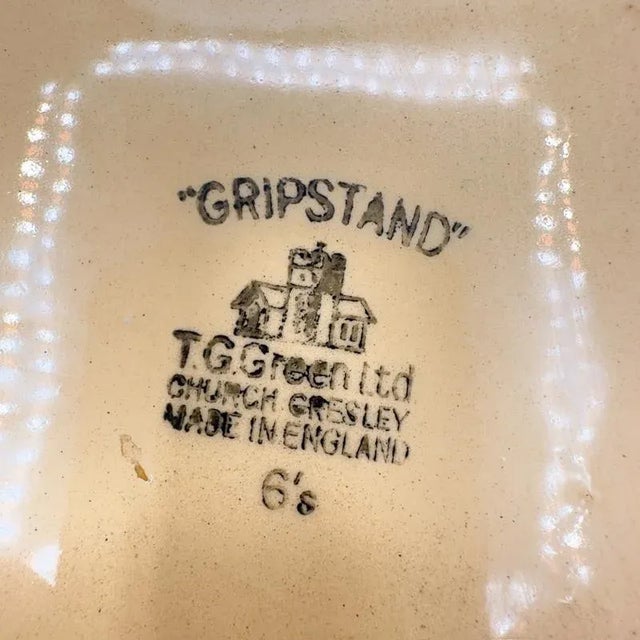 "GRIPSTAND"
T.G.Green Ltd
CHURCH GRESLEY
MADE IN ENGLAND
6's